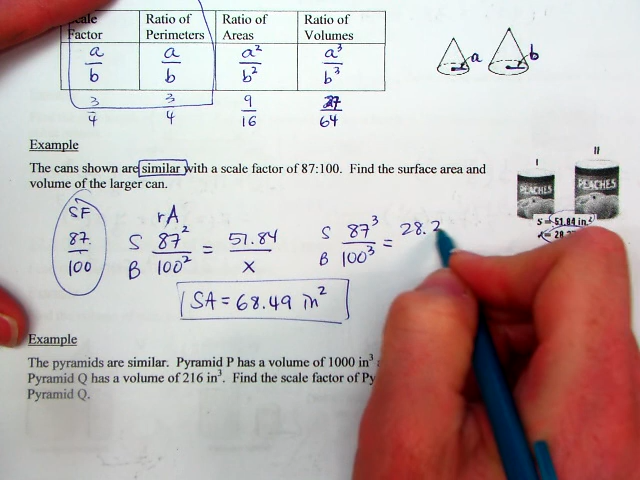 Factor Ratio of Perimeters Ratio of Areas Ratio of Volumes
a/b a/b a²/b² a³/b³
3/4 3/4 9/16 27/64
a b
Example
The cans shown are similar with a scale factor of 87:100. Find the surface area and
volume of the larger can.
I II
PEACHES PEACHES
S = 51.84 in.²
SF rA
87/100 S 87² / B 100² = 51.84/x S 87³ / B 100³ = 28.2
SA = 68.49 in²
Example
The pyramids are similar. Pyramid P has a volume of 1000 in³
Pyramid Q has a volume of 216 in³. Find the scale factor of
Pyramid Q.